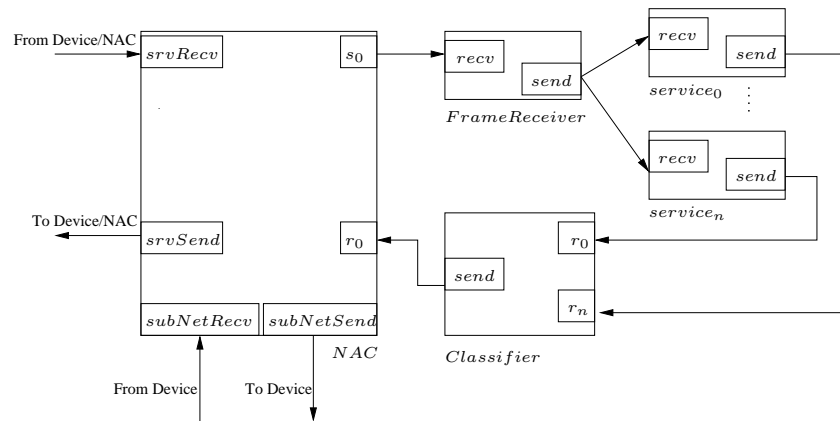 From Device/NAC
srvRecv
s0
recv
send
FrameReceiver
recv
send
service0
recv
send
servicen
To Device/NAC
srvSend
r0
send
r0
rn
Classifier
subNetRecv
subNetSend
NAC
From Device
To Device